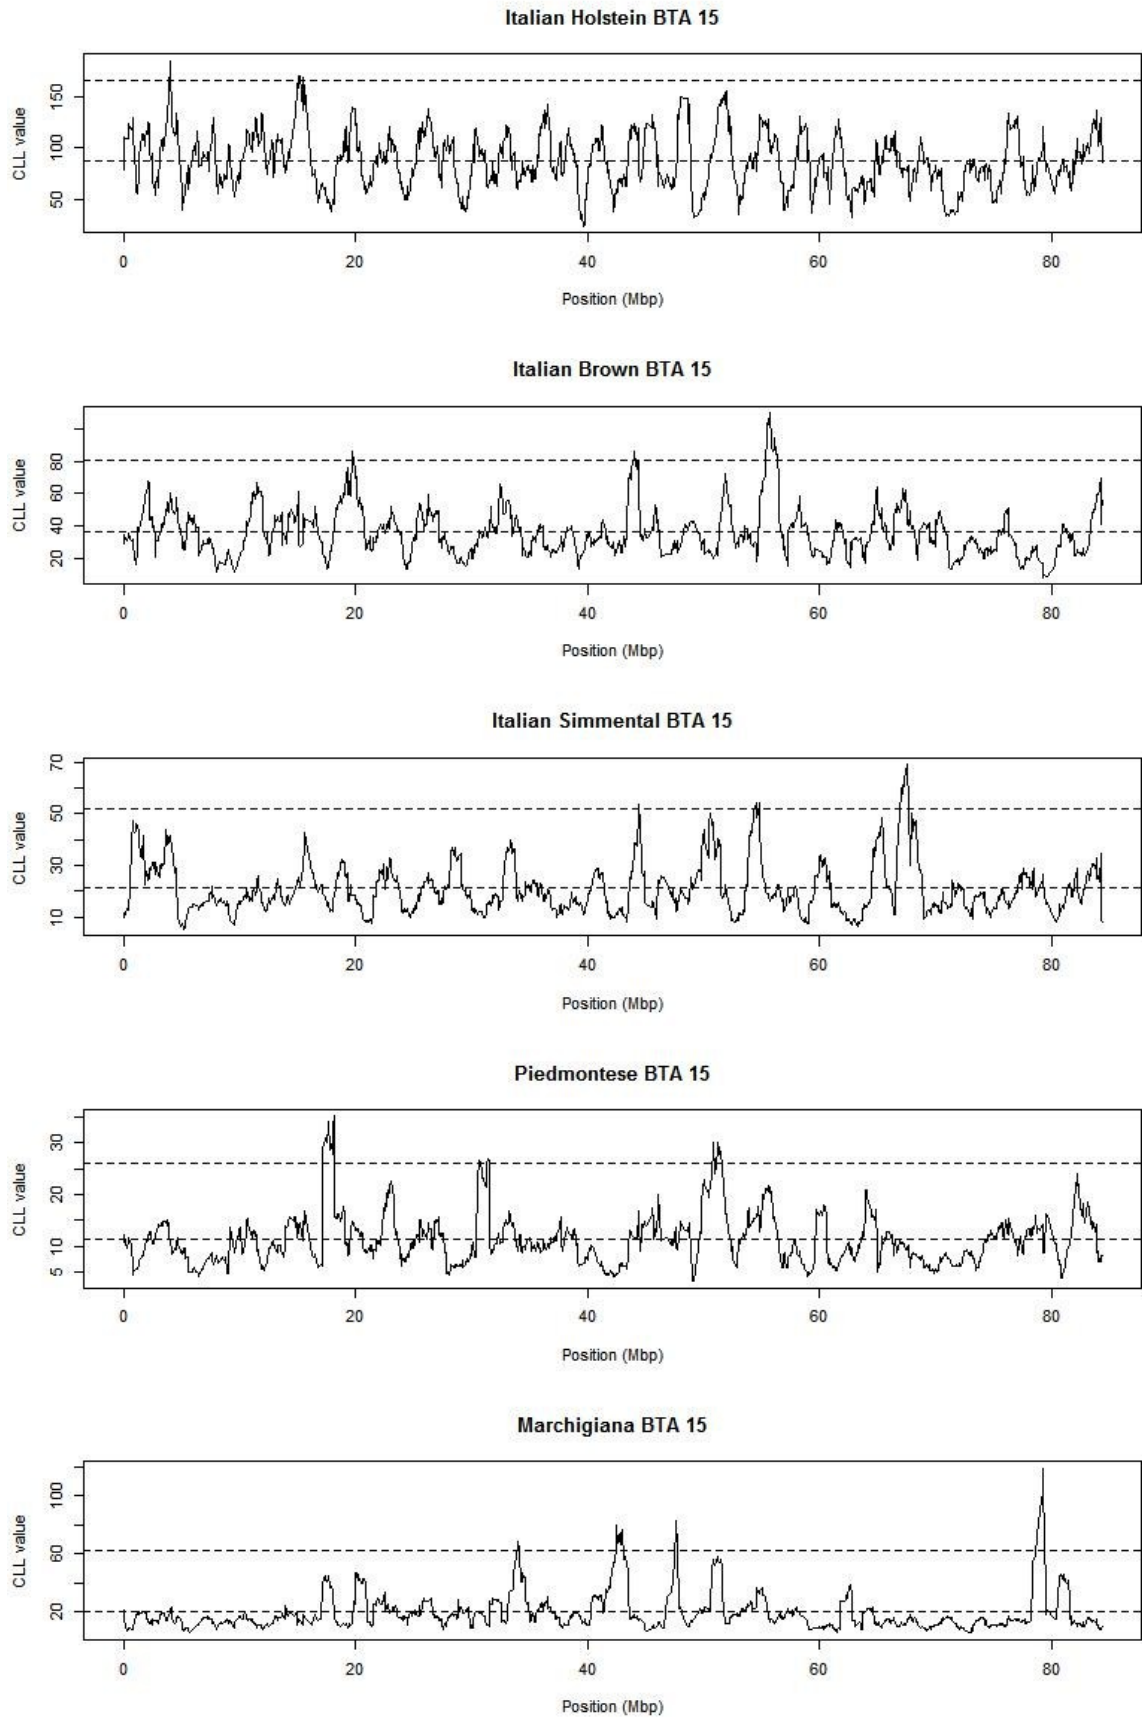 Italian Holstein BTA 15
CLL value
50 100 150
0 20 40 60 80
Position (Mbp)
Italian Brown BTA 15
CLL value
20 40 60 80
0 20 40 60 80
Position (Mbp)
Italian Simmental BTA 15
CLL value
10 30 50 70
0 20 40 60 80
Position (Mbp)
Piedmontese BTA 15
CLL value
5 10 20 30
0 20 40 60 80
Position (Mbp)
Marchigiana BTA 15
CLL value
20 60 100
0 20 40 60 80
Position (Mbp)